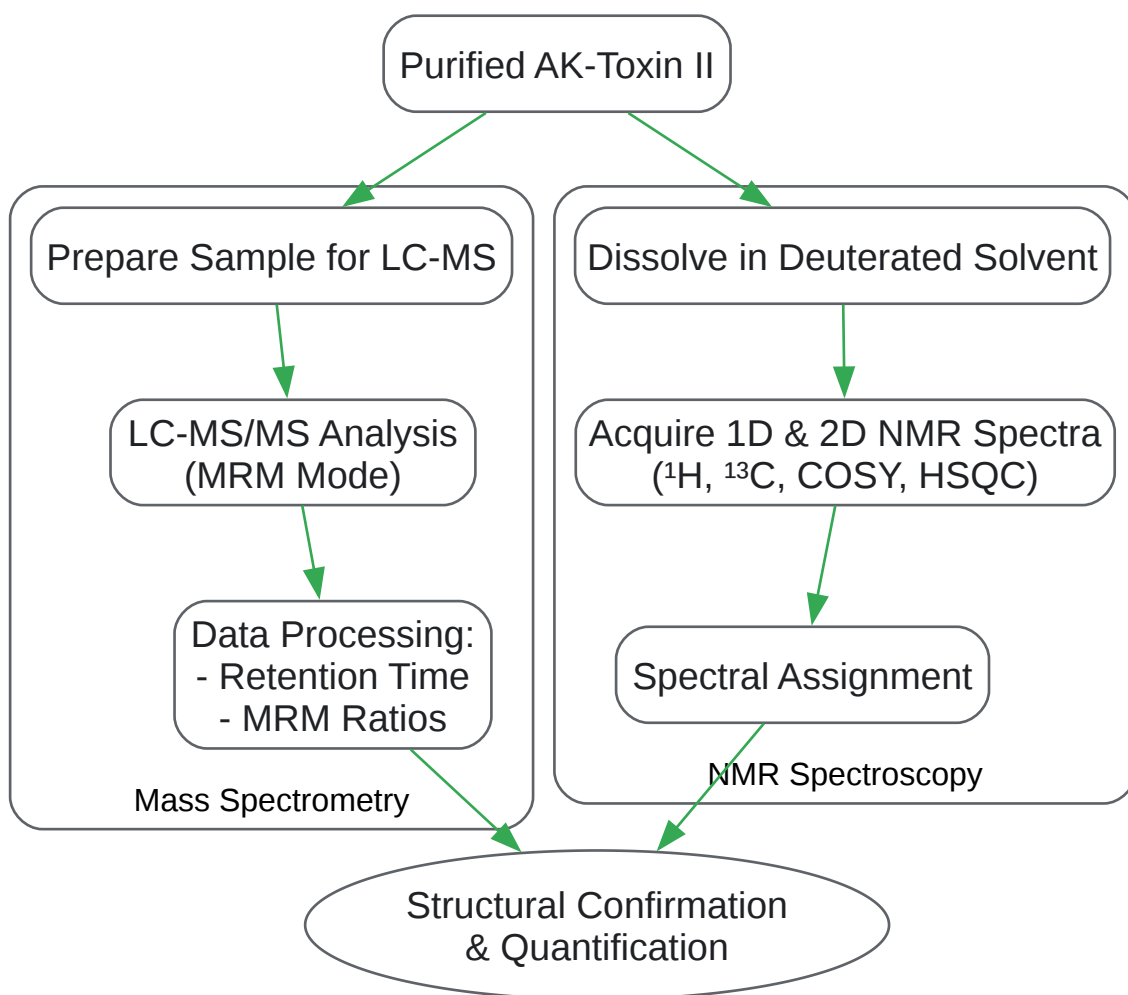 Purified AK-Toxin II
Prepare Sample for LC-MS
LC-MS/MS Analysis
(MRM Mode)
Data Processing:
- Retention Time
- MRM Ratios
Mass Spectrometry
Dissolve in Deuterated Solvent
Acquire 1D & 2D NMR Spectra
(¹H, ¹³C, COSY, HSQC)
Spectral Assignment
NMR Spectroscopy
Structural Confirmation
& Quantification